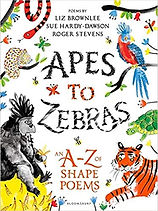 POEMS BY
LIZ BROWNLEE
SUE HARDY-DAWSON
ROGER STEVENS
APES
TO
ZEBRAS
AN
A-Z
OF
SHAPE
POEMS
BLOOMSBURY